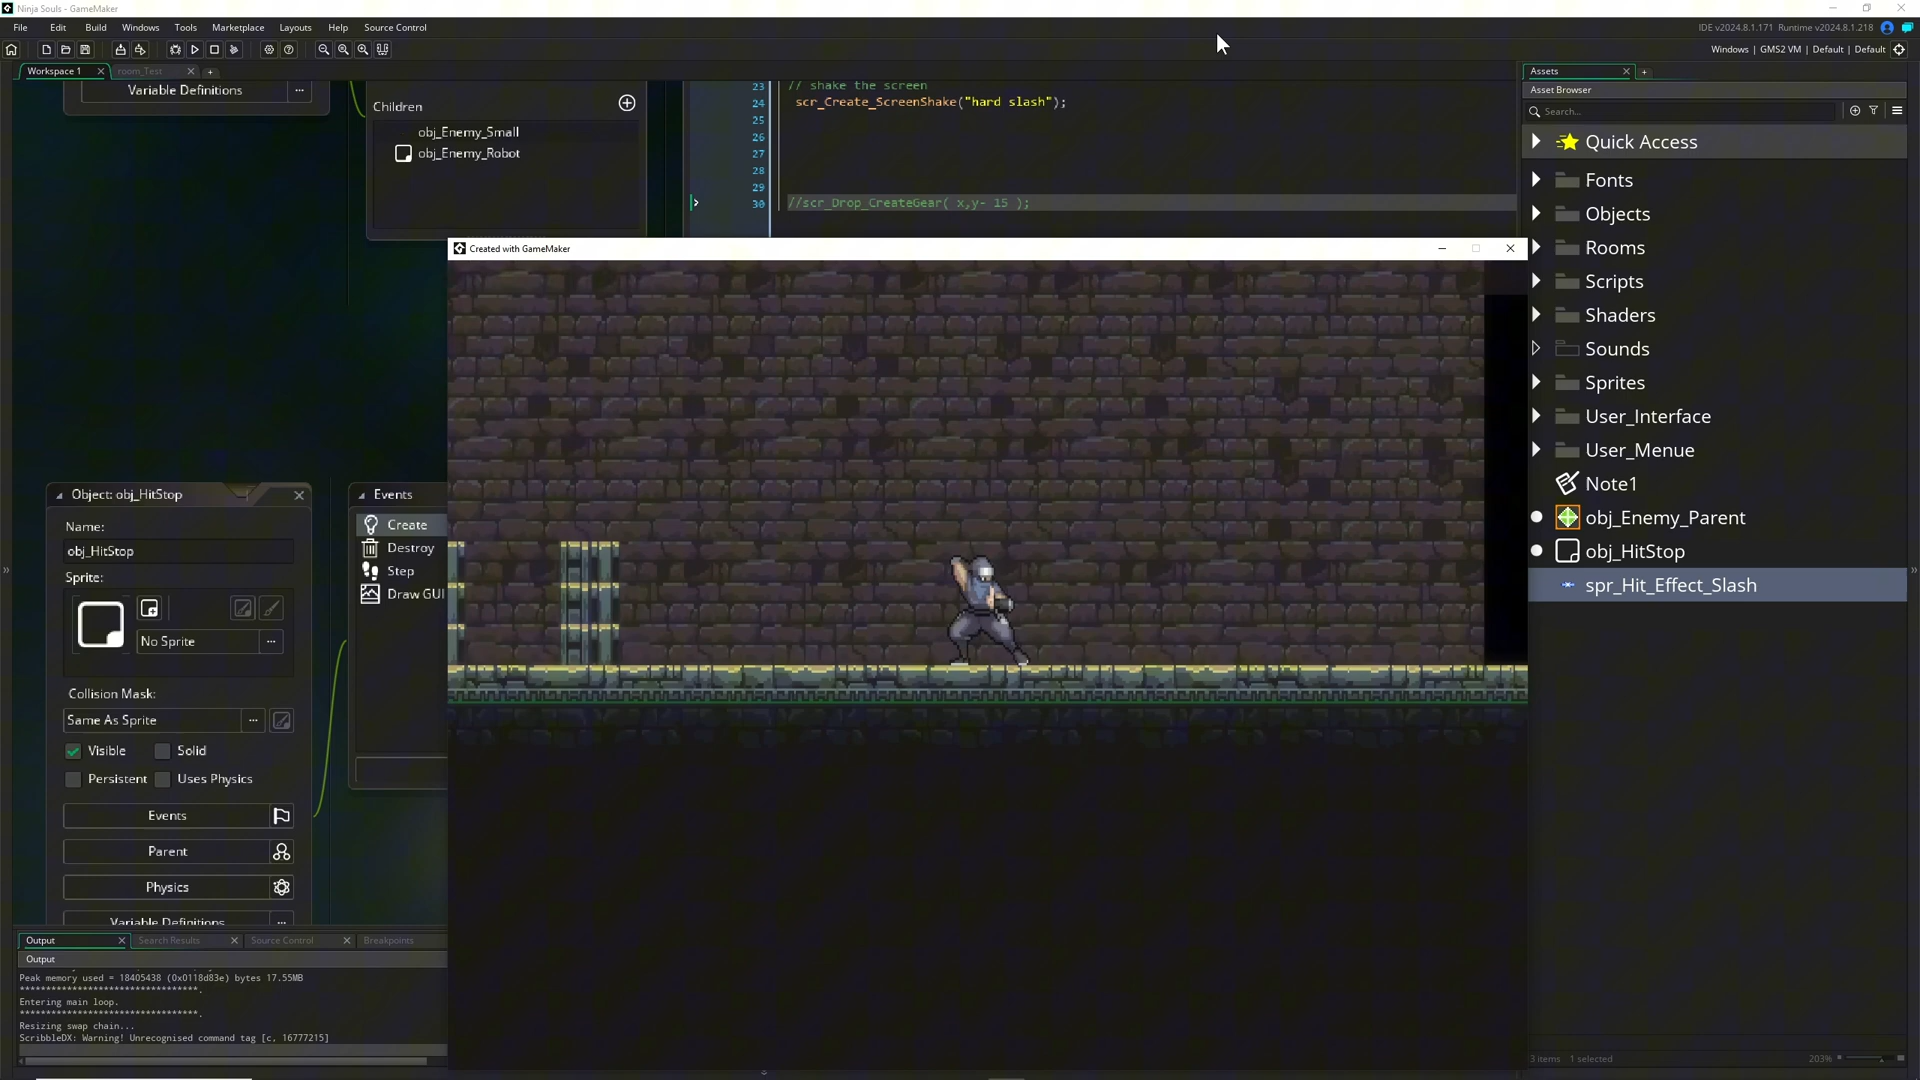 Ninja Souls - GameMaker
File Edit Build Windows Tools Marketplace Layouts Help Source Control
IDE v2024.8.1.171 Runtime v2024.8.1.218
Windows | GMS2 VM | Default | Default
Workspace 1
room_Test
Variable Definitions
Children
obj_Enemy_Small
obj_Enemy_Robot
23 // shake the screen
24 scr_Create_ScreenShake("hard slash");
25
26
27
28
29
30 //scr_Drop_CreateGear( x,y- 15 );
Created with GameMaker
Object: obj_HitStop
Name:
obj_HitStop
Sprite:
No Sprite
Collision Mask:
Same As Sprite
Visible Solid
Persistent Uses Physics
Events
Parent
Physics
Variable Definitions
Events
Create
Destroy
Step
Draw GUI
Output Search Results Source Control Breakpoints
Output
Peak memory used = 18405438 (0x0118d83e) bytes 17.55MB
***********************************.
Entering main loop.
***********************************.
Resizing swap chain...
ScribbleDX: Warning! Unrecognised command tag [c, 16777215]
Assets
Asset Browser
Search...
Quick Access
Fonts
Objects
Rooms
Scripts
Shaders
Sounds
Sprites
User_Interface
User_Menue
Note1
obj_Enemy_Parent
obj_HitStop
spr_Hit_Effect_Slash
3 items 1 selected
203%